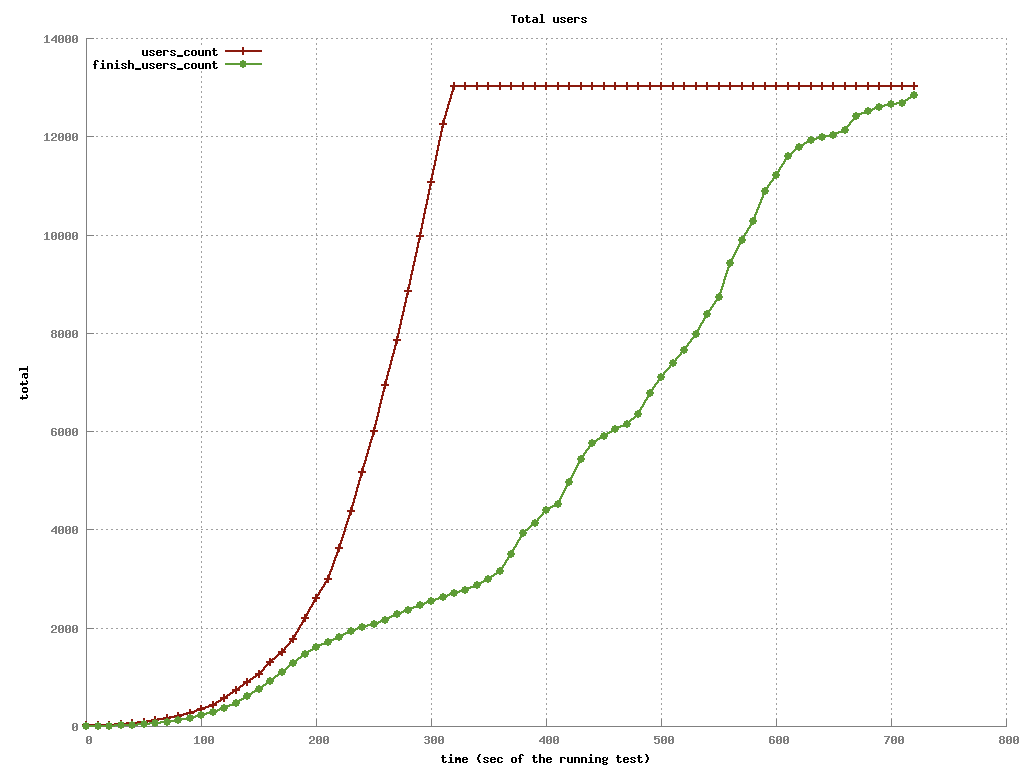 Total users
users_count
finish_users_count
14000
12000
10000
8000
6000
4000
2000
0
total
0 100 200 300 400 500 600 700 800
time (sec of the running test)